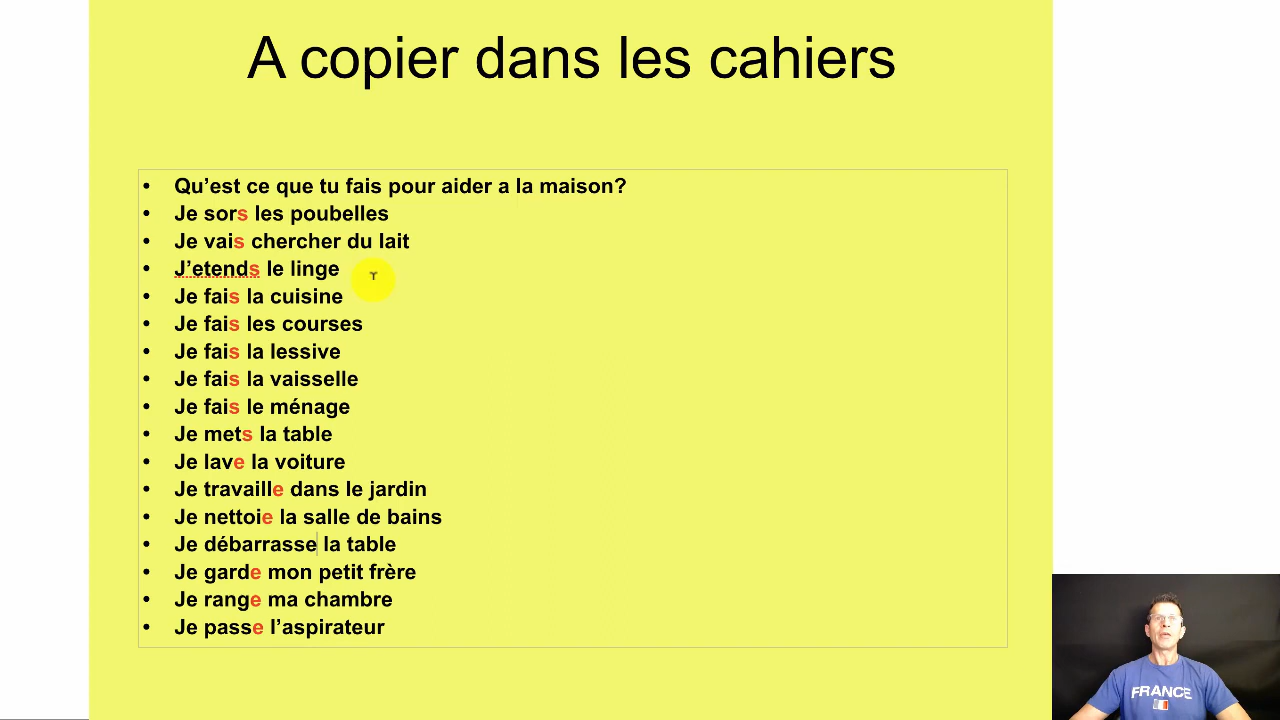 A copier dans les cahiers
• Qu’est ce que tu fais pour aider a la maison?
• Je sors les poubelles
• Je vais chercher du lait
• J’etends le linge
• Je fais la cuisine
• Je fais les courses
• Je fais la lessive
• Je fais la vaisselle
• Je fais le ménage
• Je mets la table
• Je lave la voiture
• Je travaille dans le jardin
• Je nettoie la salle de bains
• Je débarrasse la table
• Je garde mon petit frère
• Je range ma chambre
• Je passe l’aspirateur
FRANCE